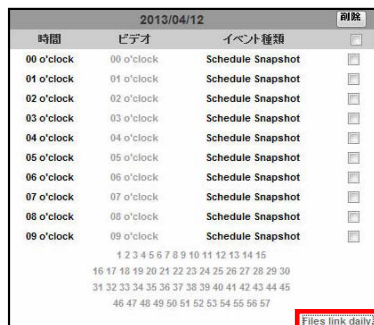 2013/04/12 削除
時間 ビデオ イベント種類
00 o'clock 00 o'clock Schedule Snapshot
01 o'clock 01 o'clock Schedule Snapshot
02 o'clock 02 o'clock Schedule Snapshot
03 o'clock 03 o'clock Schedule Snapshot
04 o'clock 04 o'clock Schedule Snapshot
05 o'clock 05 o'clock Schedule Snapshot
06 o'clock 06 o'clock Schedule Snapshot
07 o'clock 07 o'clock Schedule Snapshot
08 o'clock 08 o'clock Schedule Snapshot
09 o'clock 09 o'clock Schedule Snapshot
1 2 3 4 5 6 7 8 9 10 11 12 13 14 15
16 17 18 19 20 21 22 23 24 25 26 27 28 29 30
31 32 33 34 35 36 37 38 39 40 41 42 43 44 45
46 47 48 49 50 51 52 53 54 55 56 57
Files link daily